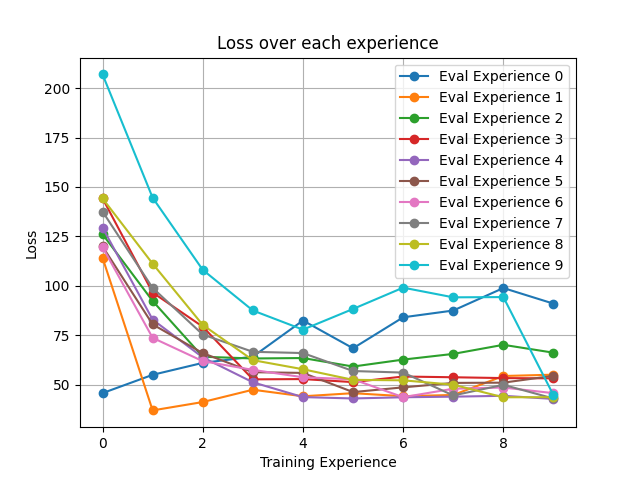 Loss over each experience
Loss
200
175
150
125
100
75
50
0
2
4
6
8
Training Experience
Eval Experience 0
Eval Experience 1
Eval Experience 2
Eval Experience 3
Eval Experience 4
Eval Experience 5
Eval Experience 6
Eval Experience 7
Eval Experience 8
Eval Experience 9